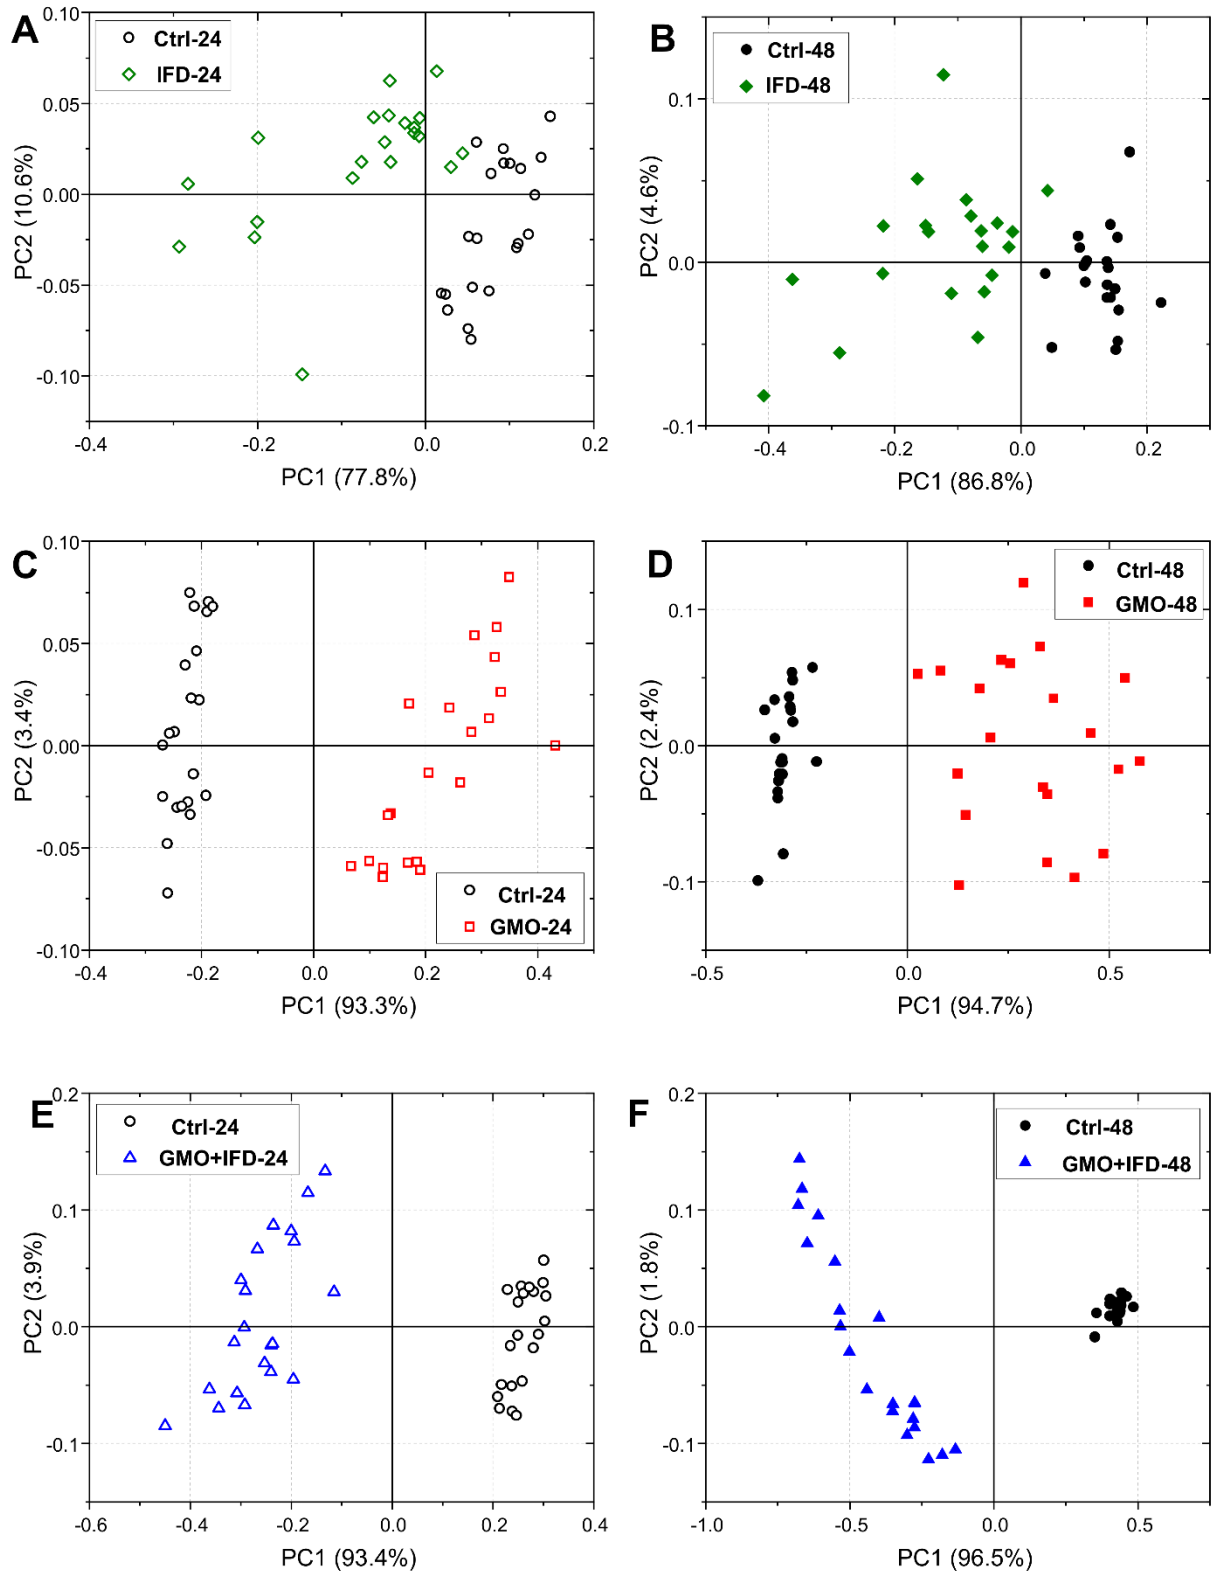 A
Ctrl-24
IFD-24
0.10
0.05
0.00
-0.05
-0.10
PC2 (10.6%)
-0.4
-0.2
0.0
0.2
PC1 (77.8%)
B
Ctrl-48
IFD-48
0.1
0.0
-0.1
PC2 (4.6%)
-0.4
-0.2
0.0
0.2
PC1 (86.8%)
C
Ctrl-24
GMO-24
0.10
0.05
0.00
-0.05
-0.10
PC2 (3.4%)
-0.4
-0.2
0.0
0.2
0.4
PC1 (93.3%)
D
Ctrl-48
GMO-48
0.1
0.0
-0.1
PC2 (2.4%)
-0.5
0.0
0.5
PC1 (94.7%)
E
Ctrl-24
GMO+IFD-24
0.2
0.1
0.0
-0.1
PC2 (3.9%)
-0.6
-0.4
-0.2
0.0
0.2
0.4
PC1 (93.4%)
F
Ctrl-48
GMO+IFD-48
0.2
0.1
0.0
-0.1
PC2 (1.8%)
-1.0
-0.5
0.0
0.5
PC1 (96.5%)